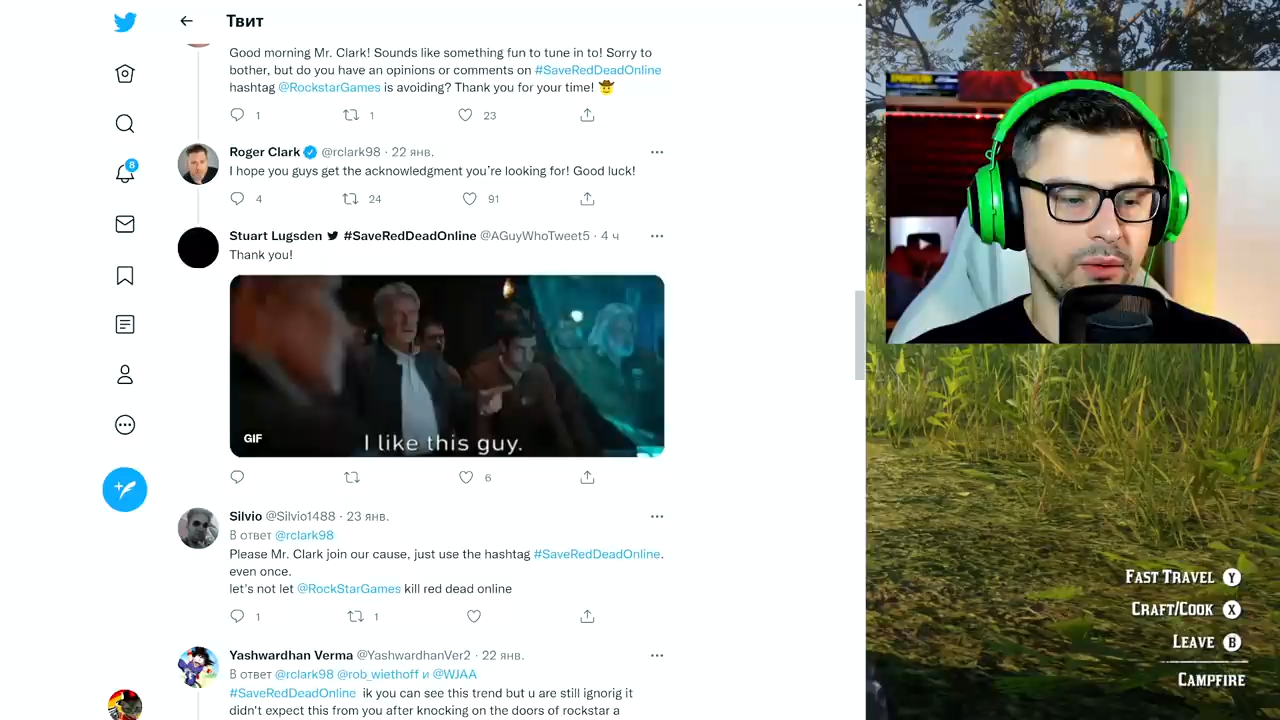 Твит
Good morning Mr. Clark! Sounds like something fun to tune in to! Sorry to
bother, but do you have an opinions or comments on #SaveRedDeadOnline
hashtag @RockstarGames is avoiding? Thank you for your time! 🤠
1 1 23
Roger Clark @rclark98 · 22 янв.
I hope you guys get the acknowledgment you're looking for! Good luck!
4 24 91
8
Stuart Lugsden #SaveRedDeadOnline @AGuyWhoTweet5 · 4 ч
Thank you!
I like this guy.
GIF
6
Silvio @Silvio1488 · 23 янв.
В ответ @rclark98
Please Mr. Clark join our cause, just use the hashtag #SaveRedDeadOnline.
even once.
let's not let @RockStarGames kill red dead online
1 1
Yashwardhan Verma @YashwardhanVer2 · 22 янв.
В ответ @rclark98 @rob_wiethoff и @WJAA
#SaveRedDeadOnline ik you can see this trend but u are still ignorig it
didn't expect this from you after knocking on the doors of rockstar a
FAST TRAVEL Y
CRAFT/COOK X
LEAVE B
CAMPFIRE